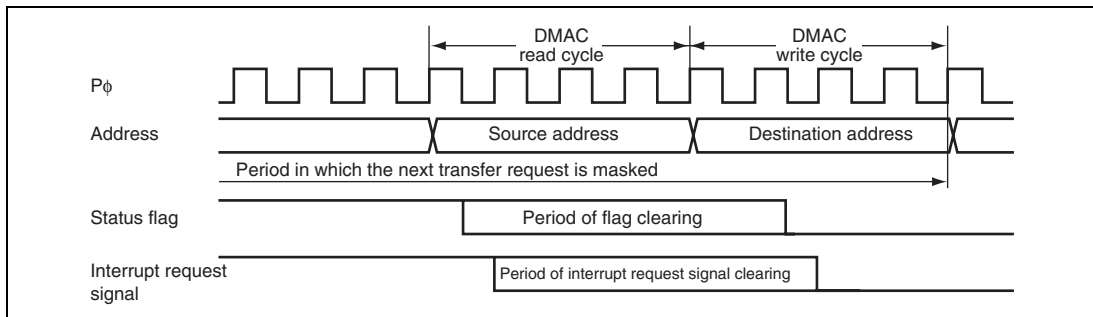 DMAC
read cycle
DMAC
write cycle
Pϕ
Address
Source address
Destination address
Period in which the next transfer request is masked
Status flag
Period of flag clearing
Interrupt request
signal
Period of interrupt request signal clearing